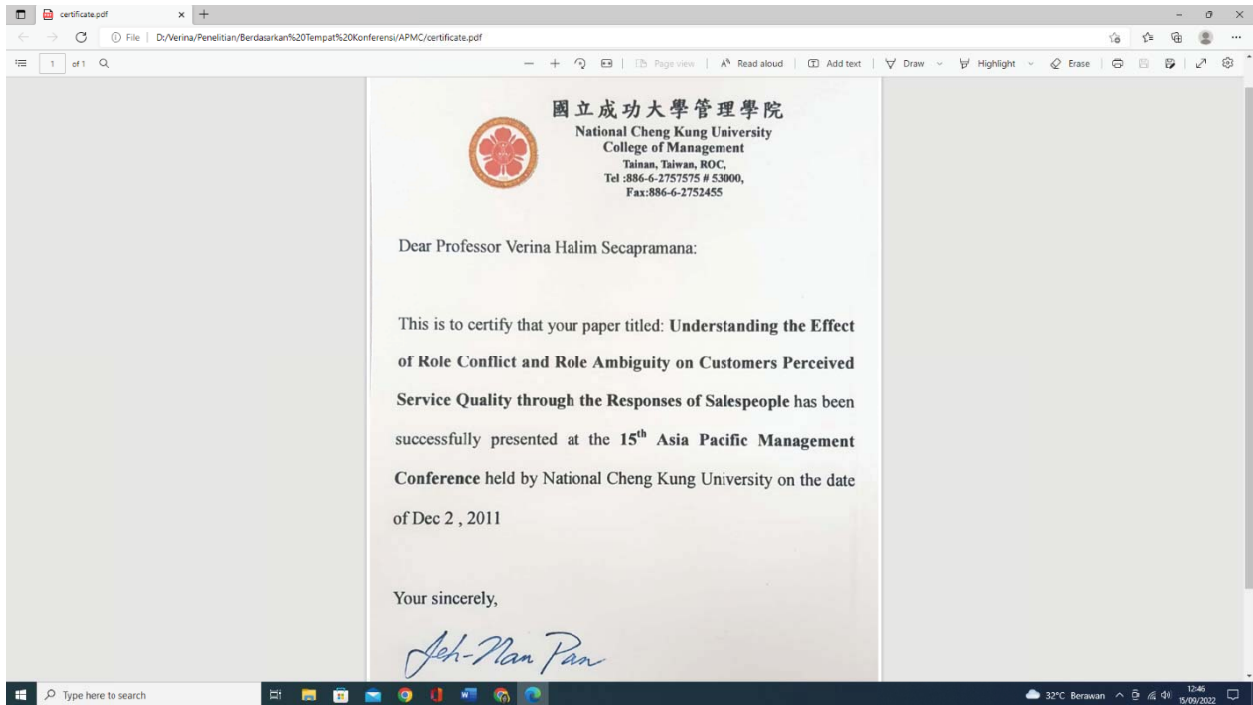 certificate.pdf
File | D:/Verina/Penelitian/Berdasarkan%20Tempat%20Konferensi/APMC/certificate.pdf
1 of 1 Page view Read aloud Add text Draw Highlight Erase
國立成功大學管理學院
National Cheng Kung University
College of Management
Tainan, Taiwan, ROC,
Tel :886-6-2757575 # 53000,
Fax:886-6-2752455
Dear Professor Verina Halim Secapramana:
This is to certify that your paper titled: Understanding the Effect
of Role Conflict and Role Ambiguity on Customers Perceived
Service Quality through the Responses of Salespeople has been
successfully presented at the 15th Asia Pacific Management
Conference held by National Cheng Kung University on the date
of Dec 2 , 2011
Your sincerely,
Jeh-Nan Pan
Type here to search
32°C Berawan
12:46
15/09/2022